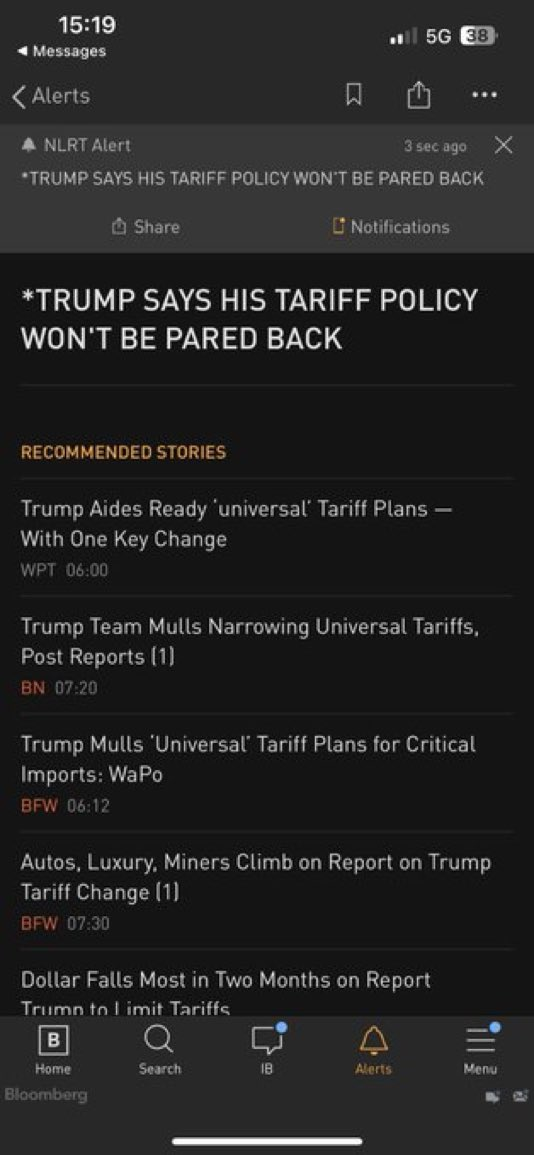 15:19
5G 38
◀ Messages
Alerts
NLRT Alert 3 sec ago
*TRUMP SAYS HIS TARIFF POLICY WON'T BE PARED BACK
Share Notifications
*TRUMP SAYS HIS TARIFF POLICY
WON'T BE PARED BACK
RECOMMENDED STORIES
Trump Aides Ready ‘universal’ Tariff Plans —
With One Key Change
WPT 06:00
Trump Team Mulls Narrowing Universal Tariffs,
Post Reports (1)
BN 07:20
Trump Mulls ‘Universal’ Tariff Plans for Critical
Imports: WaPo
BFW 06:12
Autos, Luxury, Miners Climb on Report on Trump
Tariff Change (1)
BFW 07:30
Dollar Falls Most in Two Months on Report
Trump to Limit Tariffs
B
Home Search IB Alerts Menu
Bloomberg